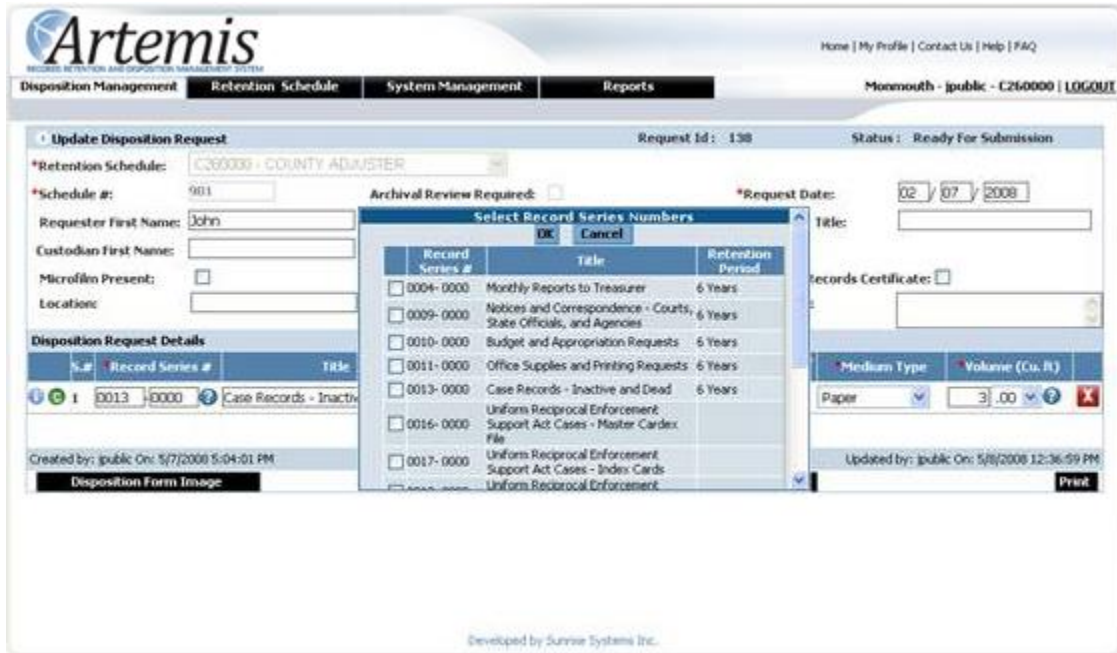 Artemis
RECORDS RETENTION AND DISPOSITION MANAGEMENT SYSTEM
Home | My Profile | Contact Us | Help | FAQ
Disposition Management Retention Schedule System Management Reports Monmouth - jpublic - C260000 | LOGOUT
Update Disposition Request Request Id : 138 Status : Ready For Submission
*Retention Schedule: C260000 - COUNTY ADJUSTER
*Schedule #: 901 Archival Review Required: *Request Date: 02 / 07 / 2008
Requester First Name: John Title:
Custodian First Name:
Microfilm Present: Records Certificate:
Location:
Select Record Series Numbers
OK Cancel
Record Series # Title Retention Period
0004-0000 Monthly Reports to Treasurer 6 Years
0009-0000 Notices and Correspondence - Courts, State Officials, and Agencies 6 Years
0010-0000 Budget and Appropriation Requests 6 Years
0011-0000 Office Supplies and Printing Requests 6 Years
0013-0000 Case Records - Inactive and Dead 6 Years
0016-0000 Uniform Reciprocal Enforcement Support Act Cases - Master Cardex File
0017-0000 Uniform Reciprocal Enforcement Support Act Cases - Index Cards
Uniform Reciprocal Enforcement
Disposition Request Details
S.# *Record Series # Title *Medium Type *Volume (Cu. ft)
1 0013 -0000 Case Records - Inactiv Paper 3 .00 X
Created by: jpublic On: 5/7/2008 5:04:01 PM Updated by: jpublic On: 5/8/2008 12:36:59 PM
Disposition Form Image Print
Developed by Sunrise Systems Inc.